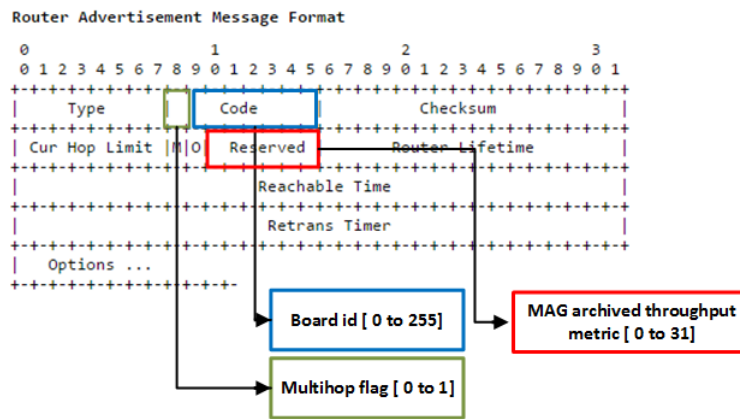 Router Advertisement Message Format
0                   1                   2                   3
0 1 2 3 4 5 6 7 8 9 0 1 2 3 4 5 6 7 8 9 0 1 2 3 4 5 6 7 8 9 0 1
+-+-+-+-+-+-+-+-+-+-+-+-+-+-+-+-+-+-+-+-+-+-+-+-+-+-+-+-+-+-+-+-+
| Type | Code | Checksum |
+-+-+-+-+-+-+-+-+-+-+-+-+-+-+-+-+-+-+-+-+-+-+-+-+-+-+-+-+-+-+-+-+
| Cur Hop Limit |M|O| Reserved | Router Lifetime |
+-+-+-+-+-+-+-+-+-+-+-+-+-+-+-+-+-+-+-+-+-+-+-+-+-+-+-+-+-+-+-+-+
| Reachable Time |
+-+-+-+-+-+-+-+-+-+-+-+-+-+-+-+-+-+-+-+-+-+-+-+-+-+-+-+-+-+-+-+-+
| Retrans Timer |
+-+-+-+-+-+-+-+-+-+-+-+-+-+-+-+-+-+-+-+-+-+-+-+-+-+-+-+-+-+-+-+-+
| Options ...
+-+-+-+-+-+-+-+-+-+-+-+-
Board id [ 0 to 255]
MAG archived throughput
metric [ 0 to 31]
Multihop flag [ 0 to 1]